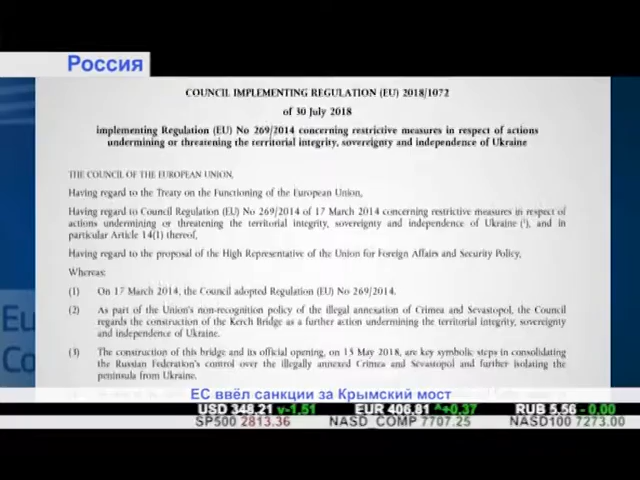 Россия
COUNCIL IMPLEMENTING REGULATION (EU) 2018/1072
of 30 July 2018
implementing Regulation (EU) No 269/2014 concerning restrictive measures in respect of actions
undermining or threatening the territorial integrity, sovereignty and independence of Ukraine
THE COUNCIL OF THE EUROPEAN UNION,
Having regard to the Treaty on the Functioning of the European Union,
Having regard to Council Regulation (EU) No 269/2014 of 17 March 2014 concerning restrictive measures in respect of
actions undermining or threatening the territorial integrity, sovereignty and independence of Ukraine (¹), and in
particular Article 14(1) thereof,
Having regard to the proposal of the High Representative of the Union for Foreign Affairs and Security Policy,
Whereas:
(1) On 17 March 2014, the Council adopted Regulation (EU) No 269/2014.
(2) As part of the Union's non-recognition policy of the illegal annexation of Crimea and Sevastopol, the Council
regards the construction of the Kerch Bridge as a further action undermining the territorial integrity, sovereignty
and independence of Ukraine.
(3) The construction of this bridge and its official opening, on 15 May 2018, are key symbolic steps in consolidating
the Russian Federation's control over the illegally annexed Crimea and Sevastopol and further isolating the
peninsula from Ukraine.
Eu
Co
ЕС ввёл санкции за Крымский мост
USD 348,21 -1,51 EUR 406,81 +0,37 RUB 5,56 - 0,00
SP500 2813.36 NASD_COMP 7707.25 NASD100 7273.00